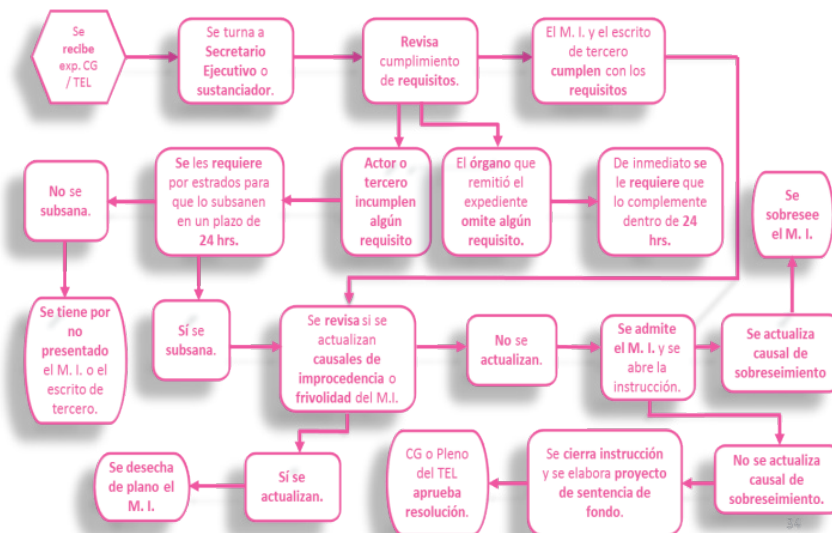 Se
recibe
exp. CG
/ TEL
Se turna a
Secretario
Ejecutivo o
sustanciador.
Revisa
cumplimiento
de requisitos.
El M. I. y el escrito
de tercero
cumplen con los
requisitos
No se
subsana.
Se les requiere
por estrados para
que lo subsanen
en un plazo de
24 hrs.
Actor o
tercero
incumplen
algún
requisito
El órgano que
remitió el
expediente
omite algún
requisito.
De inmediato se
le requiere que
lo complemente
dentro de 24
hrs.
Se
sobresee
el M. I.
Se tiene por
no
presentado
el M. I. o el
escrito de
tercero.
Sí se
subsana.
Se revisa si se
actualizan
causales de
improcedencia o
frivolidad del M.I.
No se
actualizan.
Se admite
el M. I. y se
abre la
instrucción.
Se actualiza
causal de
sobreseimiento
Se desecha
de plano el
M. I.
Sí se
actualizan.
CG o Pleno
del TEL
aprueba
resolución.
Se cierra instrucción
y se elabora proyecto
de sentencia de
fondo.
No se actualiza
causal de
sobreseimiento.
34